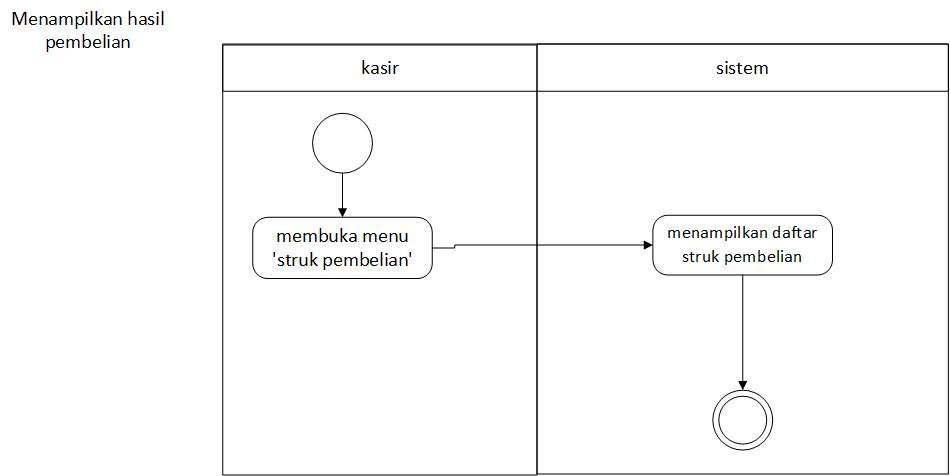 Menampilkan hasil
pembelian
kasir
sistem
membuka menu
'struk pembelian'
menampilkan daftar
struk pembelian